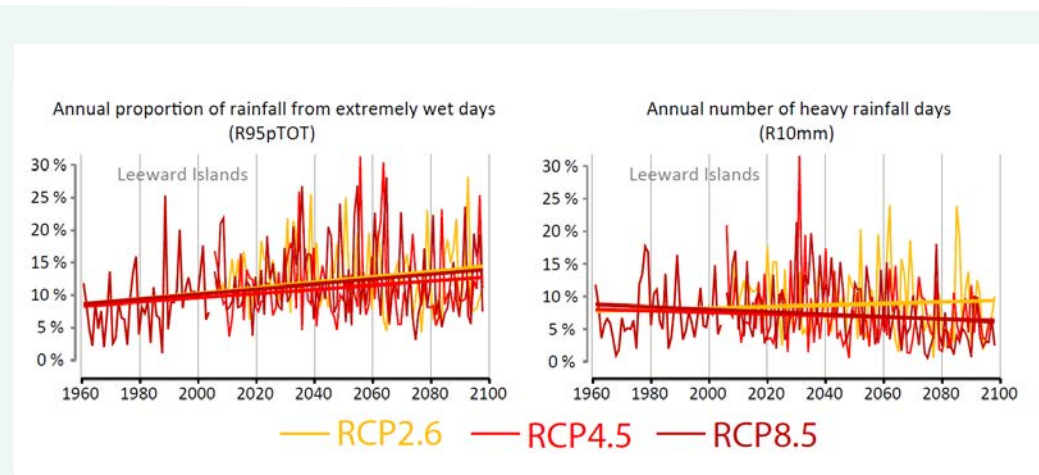 Annual proportion of rainfall from extremely wet days
(R95pTOT)
Leeward Islands
30 %
25 %
20 %
15 %
10 %
5 %
0 %
1960 1980 2000 2020 2040 2060 2080 2100
Annual number of heavy rainfall days
(R10mm)
Leeward Islands
30 %
25 %
20 %
15 %
10 %
5 %
0 %
1960 1980 2000 2020 2040 2060 2080 2100
RCP2.6 RCP4.5 RCP8.5